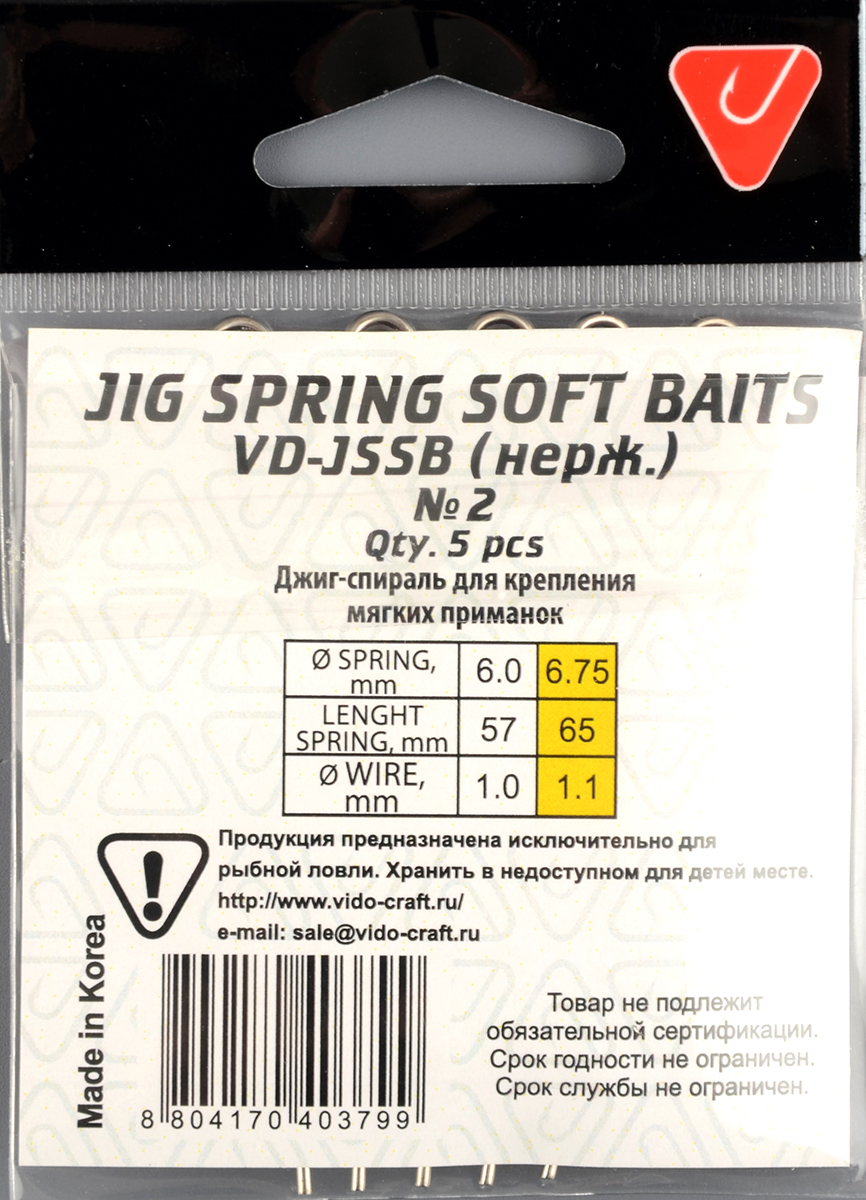 JIG SPRING SOFT BAITS
VD-JSSB (нерж.)
№ 2
Qty. 5 pcs
Джиг-спираль для крепления
мягких приманок
Ø SPRING, mm 6.0 6.75
LENGHT SPRING, mm 57 65
Ø WIRE, mm 1.0 1.1
Продукция предназначена исключительно для
рыбной ловли. Хранить в недоступном для детей месте.
http://www.vido-craft.ru/
e-mail: sale@vido-craft.ru
Made in Korea
8 804170 403799
Товар не подлежит
обязательной сертификации.
Срок годности не ограничен.
Срок службы не ограничен.